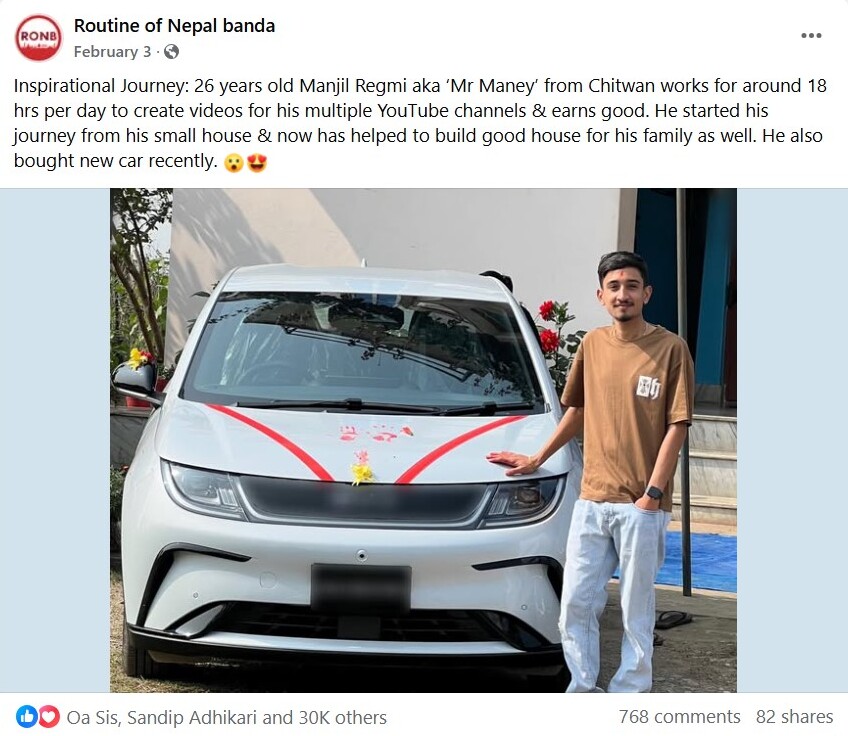 RONB
Routine of Nepal banda
February 3 ·
Inspirational Journey: 26 years old Manjil Regmi aka ‘Mr Maney’ from Chitwan works for around 18
hrs per day to create videos for his multiple YouTube channels & earns good. He started his
journey from his small house & now has helped to build good house for his family as well. He also
bought new car recently. 😮😍
Oa Sis, Sandip Adhikari and 30K others
768 comments 82 shares